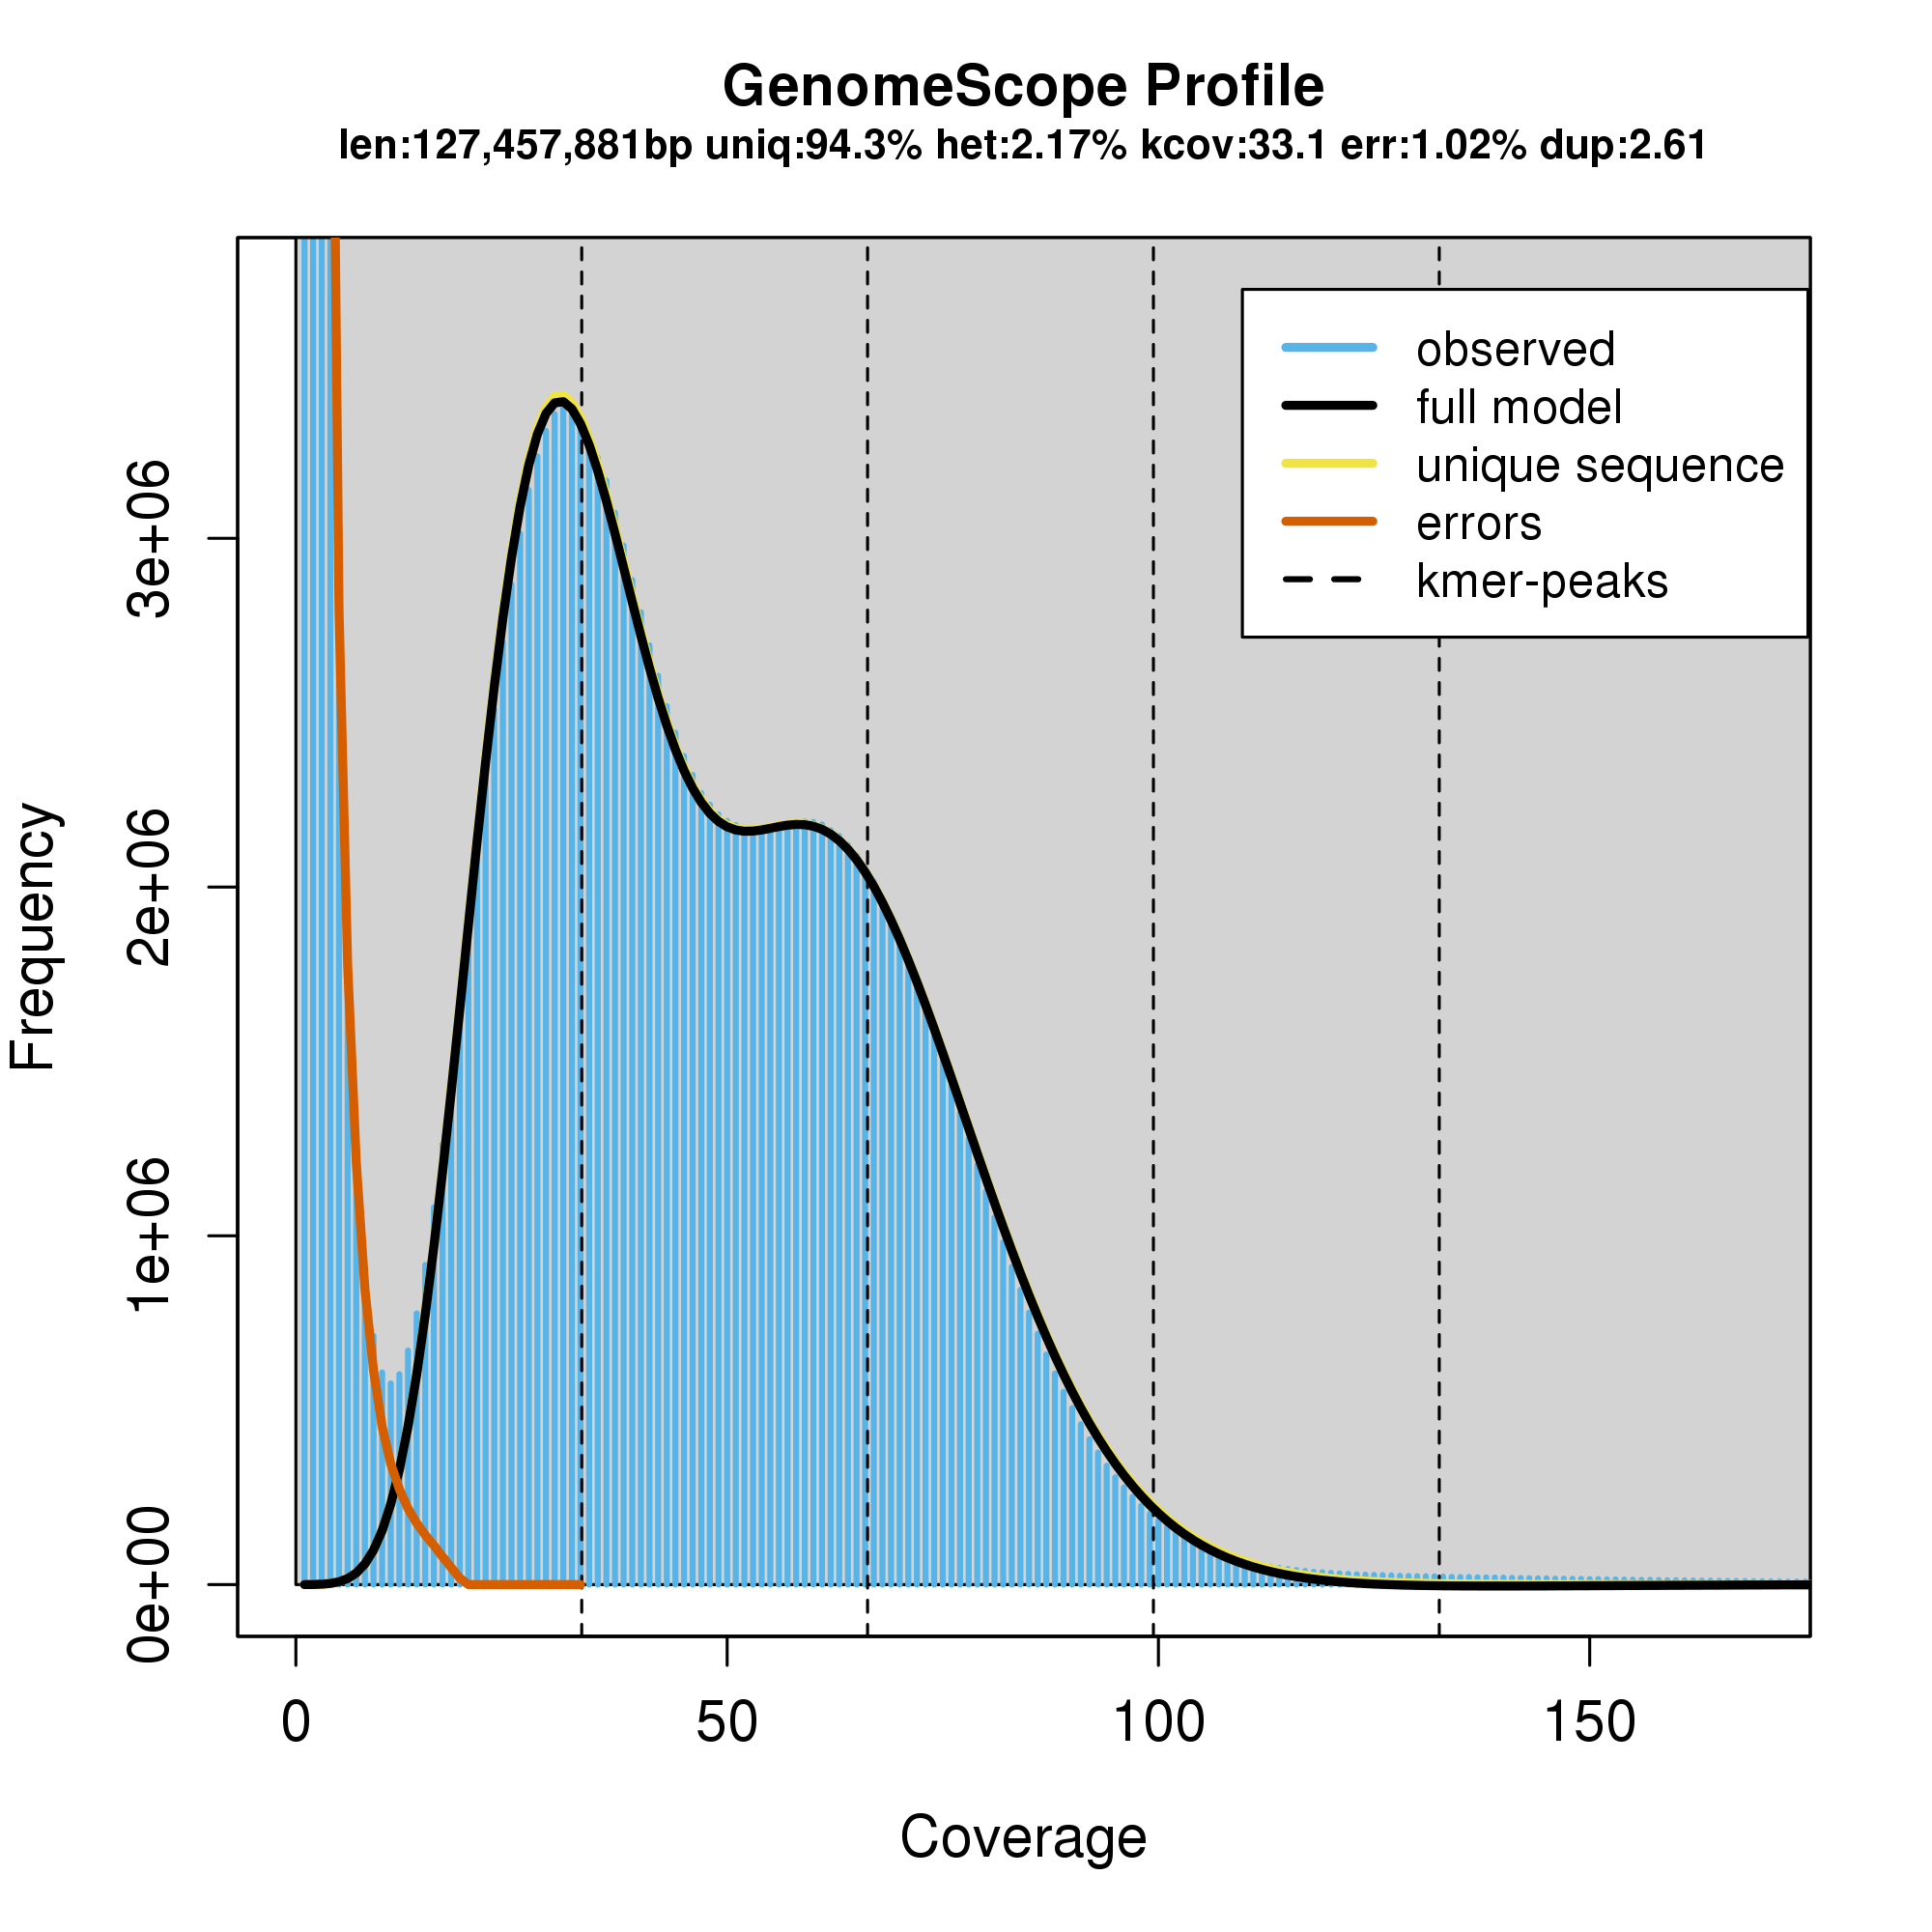 GenomeScope Profile
len:127,457,881bp uniq:94.3% het:2.17% kcov:33.1 err:1.02% dup:2.61
observed
full model
unique sequence
errors
kmer-peaks
Frequency
3e+06
2e+06
1e+06
0e+00
0 50 100 150
Coverage